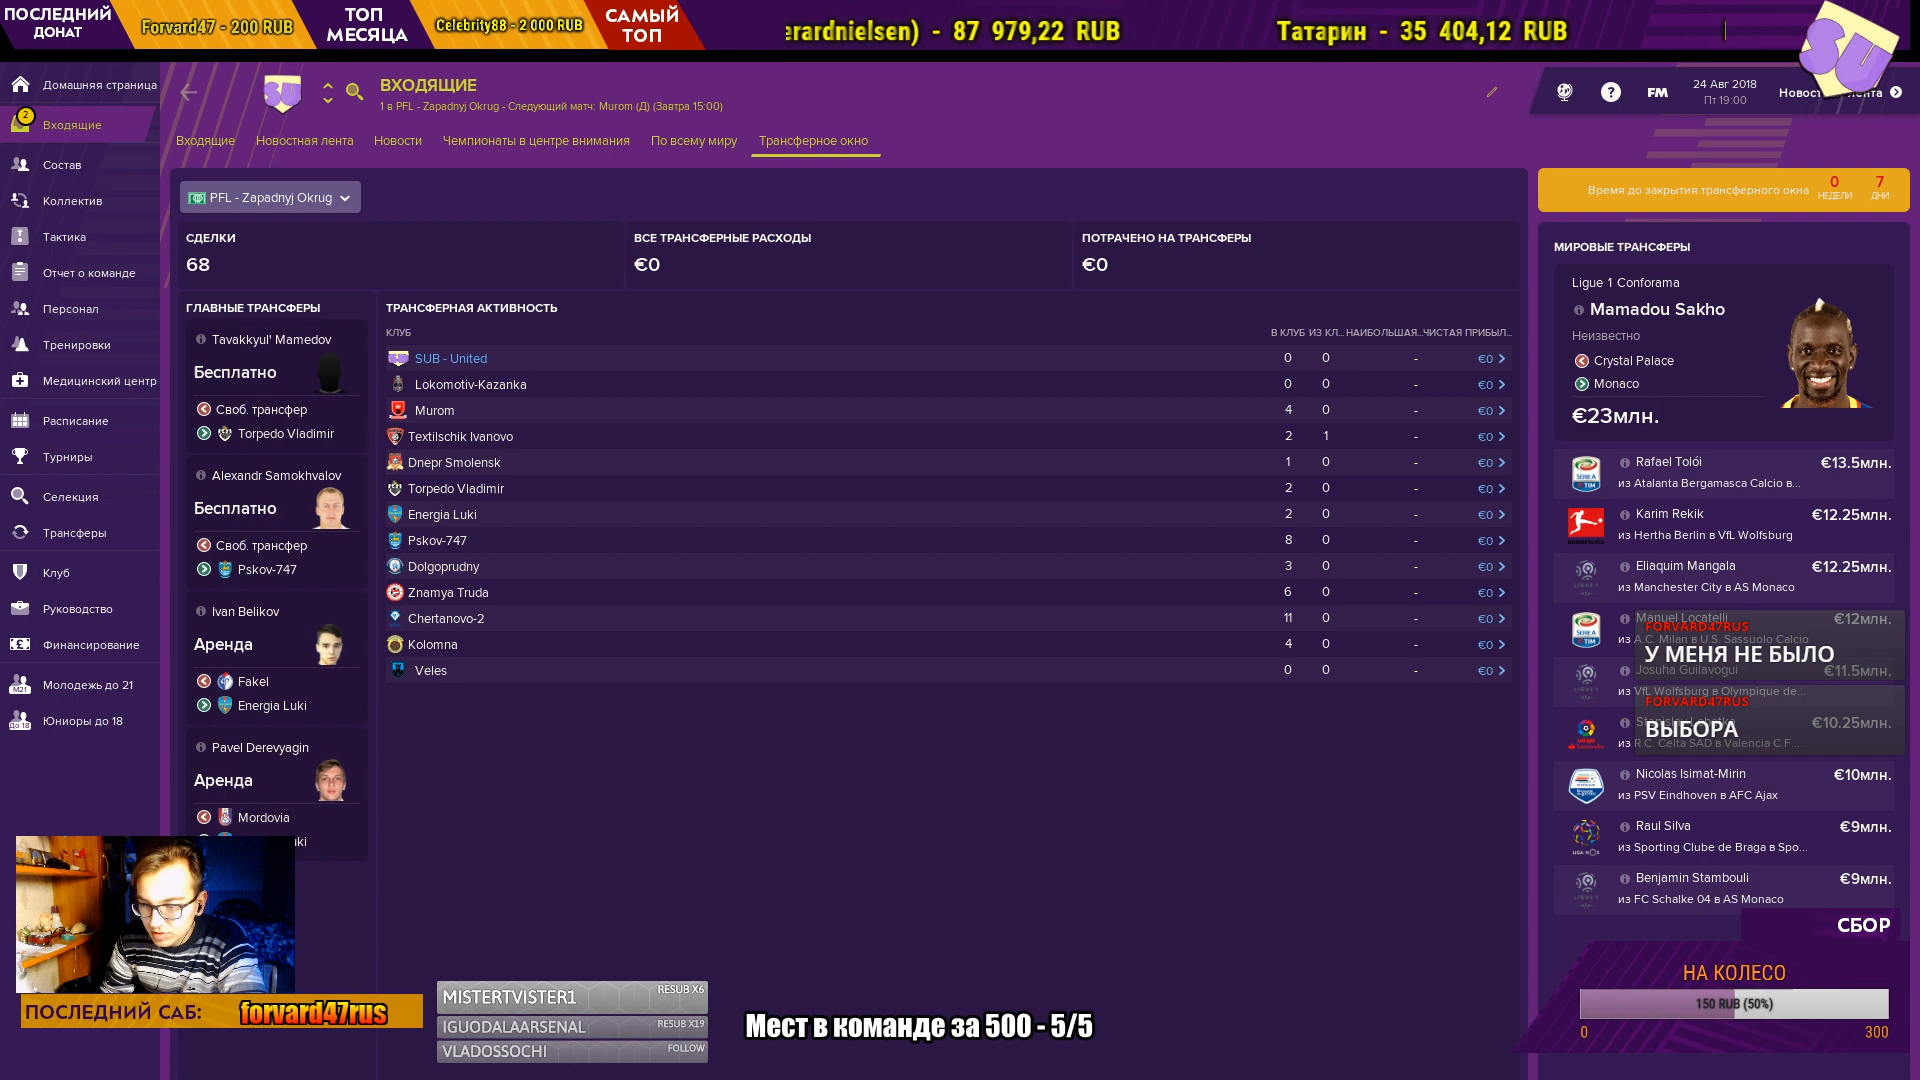 ПОСЛЕДНИЙ ДОНАТ
Forvard47 - 200 RUB
ТОП МЕСЯЦА
Celebrity88 - 2 000 RUB
САМЫЙ ТОП
erardnielsen) - 87 979,22 RUB
Татарин - 35 404,12 RUB
SU
Домашняя страница
2
Входящие
Состав
Коллектив
Тактика
Отчет о команде
Персонал
Тренировки
Медицинский центр
Расписание
Турниры
Селекция
Трансферы
Клуб
Руководство
Финансирование
Молодежь до 21
Юниоры до 18
ВХОДЯЩИЕ
1 в PFL - Zapadnyj Okrug - Следующий матч: Murom (Д) (Завтра 15:00)
FM
24 Авг 2018
Пт 19:00
Входящие Новостная лента Новости Чемпионаты в центре внимания По всему миру Трансферное окно
PFL - Zapadnyj Okrug
СДЕЛКИ
68
ВСЕ ТРАНСФЕРНЫЕ РАСХОДЫ
€0
ПОТРАЧЕНО НА ТРАНСФЕРЫ
€0
ГЛАВНЫЕ ТРАНСФЕРЫ
Tavakkyul' Mamedov
Бесплатно
Своб. трансфер
Torpedo Vladimir
Alexandr Samokhvalov
Бесплатно
Своб. трансфер
Pskov-747
Ivan Belikov
Аренда
Fakel
Energia Luki
Pavel Derevyagin
Аренда
Mordovia
uki
ТРАНСФЕРНАЯ АКТИВНОСТЬ
КЛУБ В КЛУБ ИЗ КЛ... НАИБОЛЬШАЯ... ЧИСТАЯ ПРИБЫЛ...
SUB - United 0 0 - €0
Lokomotiv-Kazanka 0 0 - €0
Murom 4 0 - €0
Textilschik Ivanovo 2 1 - €0
Dnepr Smolensk 1 0 - €0
Torpedo Vladimir 2 0 - €0
Energia Luki 2 0 - €0
Pskov-747 8 0 - €0
Dolgoprudny 3 0 - €0
Znamya Truda 6 0 - €0
Chertanovo-2 11 0 - €0
Kolomna 4 0 - €0
Veles 0 0 - €0
Время до закрытия трансферного окна
0 НЕДЕЛИ
7 ДНИ
МИРОВЫЕ ТРАНСФЕРЫ
Ligue 1 Conforama
Mamadou Sakho
Неизвестно
Crystal Palace
Monaco
€23млн.
Rafael Tolói €13.5млн.
из Atalanta Bergamasca Calcio в...
Karim Rekik €12.25млн.
из Hertha Berlin в VfL Wolfsburg
Eliaquim Mangala €12.25млн.
из Manchester City в AS Monaco
Manuel Locatelli €12млн.
из A.C. Milan в U.S. Sassuolo Calcio
FORVARD47RUS
У МЕНЯ НЕ БЫЛО
Josuha Guilavogui €11.5млн.
из VfL Wolfsburg в Olympique de...
FORVARD47RUS
ВЫБОРА
€10.25млн.
из R.C. Celta SAD в Valencia C.F....
Nicolas Isimat-Mirin €10млн.
из PSV Eindhoven в AFC Ajax
Raul Silva €9млн.
из Sporting Clube de Braga в Spo...
Benjamin Stambouli €9млн.
из FC Schalke 04 в AS Monaco
СБОР
НА КОЛЕСО
150 RUB (50%)
0 300
ПОСЛЕДНИЙ САБ: forvard47rus
MISTERTVISTER1 RESUB X6
IGUODALAARSENAL RESUB X19
VLADOSSOCHI FOLLOW
Мест в команде за 500 - 5/5